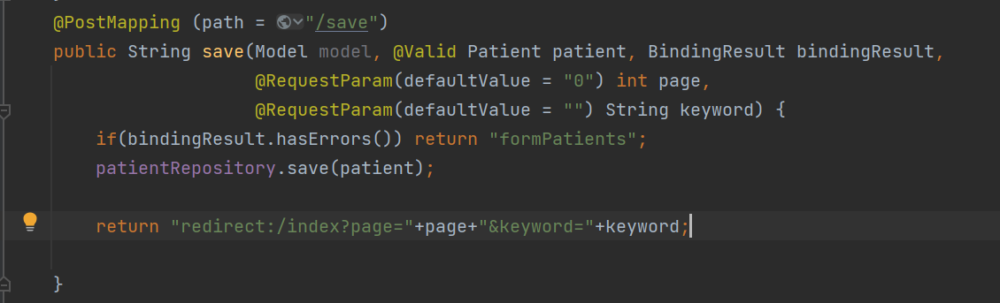 @PostMapping (path = "/save")
public String save(Model model, @Valid Patient patient, BindingResult bindingResult,
@RequestParam(defaultValue = "0") int page,
@RequestParam(defaultValue = "") String keyword) {
if(bindingResult.hasErrors()) return "formPatients";
patientRepository.save(patient);
return "redirect:/index?page="+page+"&keyword="+keyword;
}